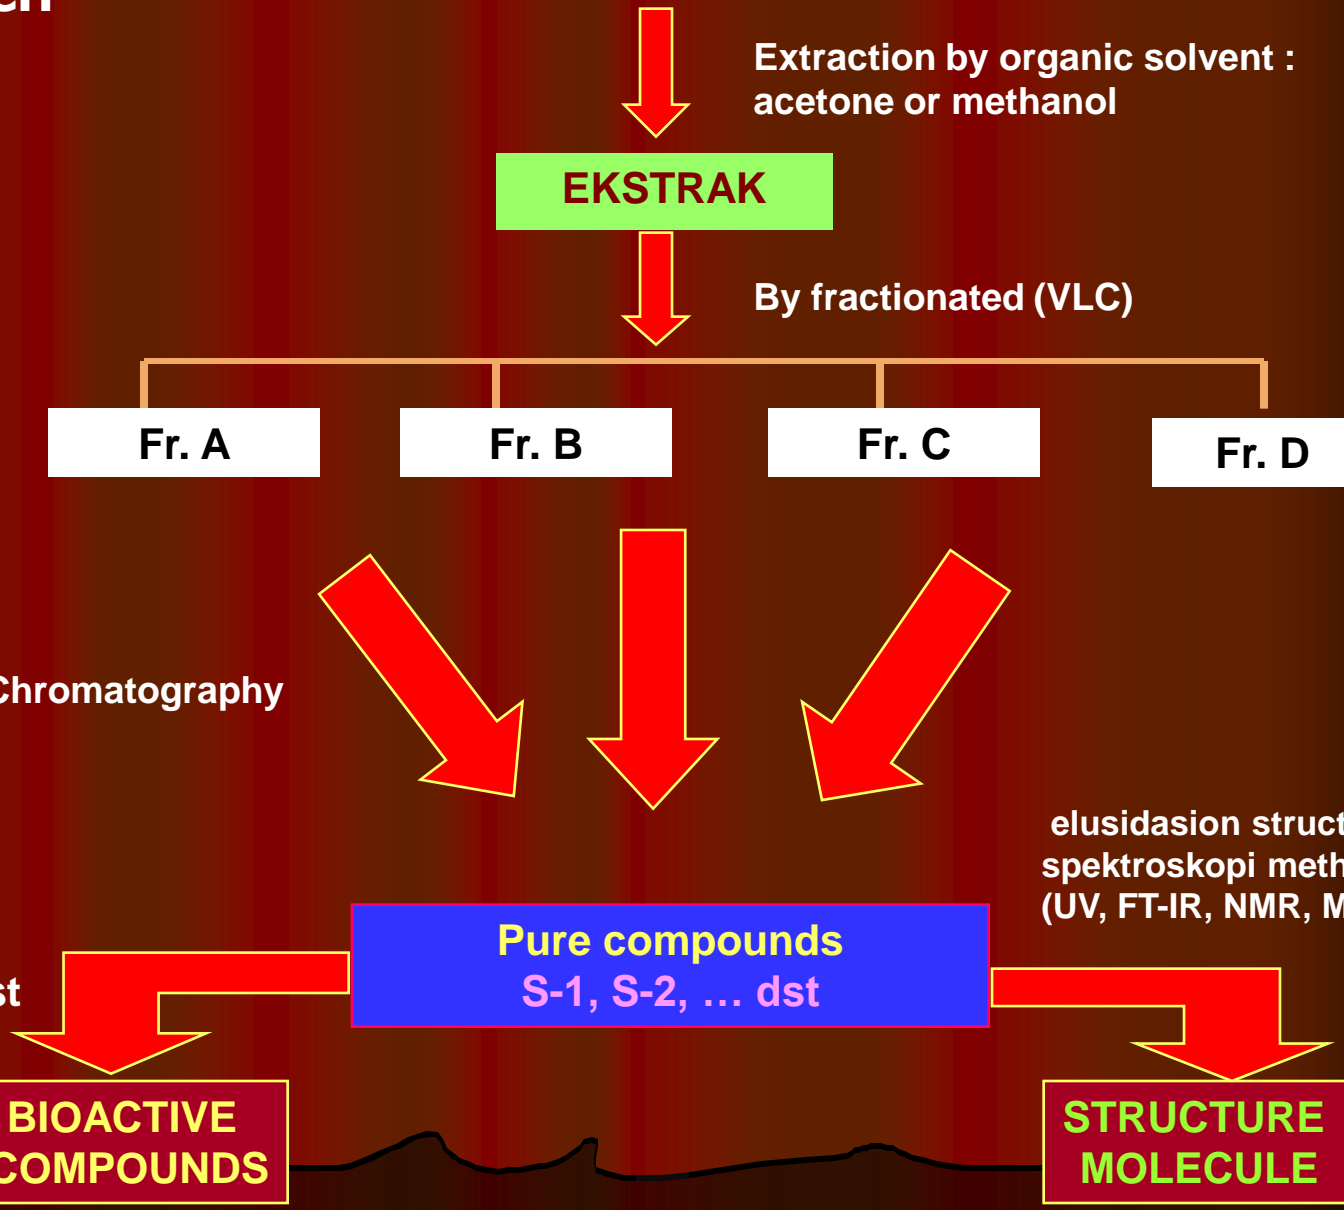 Extraction by organic solvent :
acetone or methanol
EKSTRAK
By fractionated (VLC)
Fr. A
Fr. B
Fr. C
Fr. D
Chromatography
elusidasion struct
spektroskopi meth
(UV, FT-IR, NMR, M
Pure compounds
S-1, S-2, … dst
st
BIOACTIVE
COMPOUNDS
STRUCTURE
MOLECULE